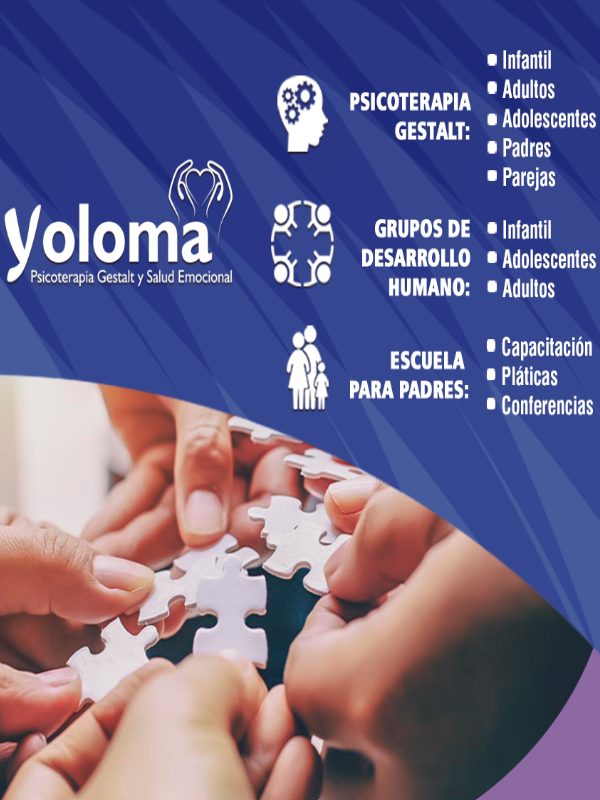 Yoloma
Psicoterapia Gestalt y Salud Emocional
PSICOTERAPIA
GESTALT:
Infantil
Adultos
Adolescentes
Padres
Parejas
GRUPOS DE
DESARROLLO
HUMANO:
Infantil
Adolescentes
Adultos
ESCUELA
PARA PADRES:
Capacitación
Pláticas
Conferencias